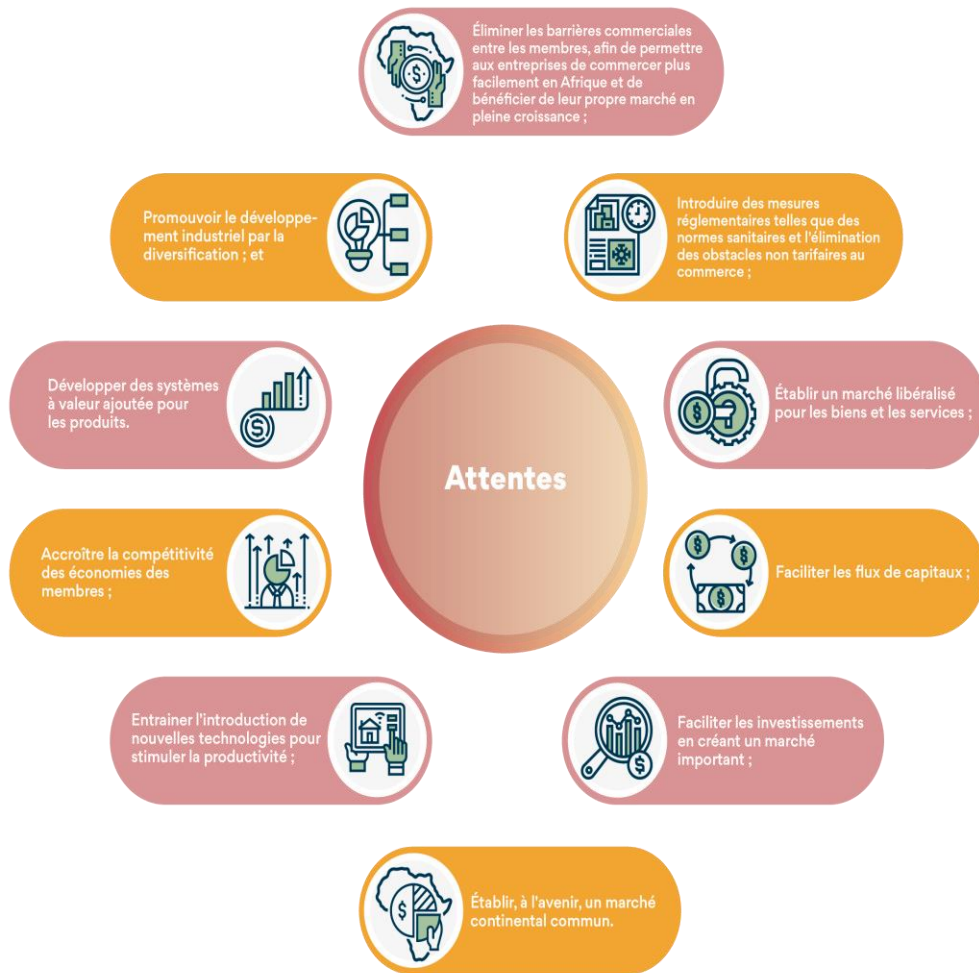 Éliminer les barrières commerciales
entre les membres, afin de permettre
aux entreprises de commercer plus
facilement en Afrique et de
bénéficier de leur propre marché en
pleine croissance ;
Promouvoir le développe-
ment industriel par la
diversification ; et
Introduire des mesures
réglementaires telles que des
normes sanitaires et l'élimination
des obstacles non tarifaires au
commerce ;
Développer des systèmes
à valeur ajoutée pour
les produits.
Établir un marché libéralisé
pour les biens et les services ;
Attentes
Accroître la compétitivité
des économies des
membres ;
Faciliter les flux de capitaux ;
Entrainer l'introduction de
nouvelles technologies pour
stimuler la productivité ;
Faciliter les investissements
en créant un marché
important ;
Établir, à l'avenir, un marché
continental commun.